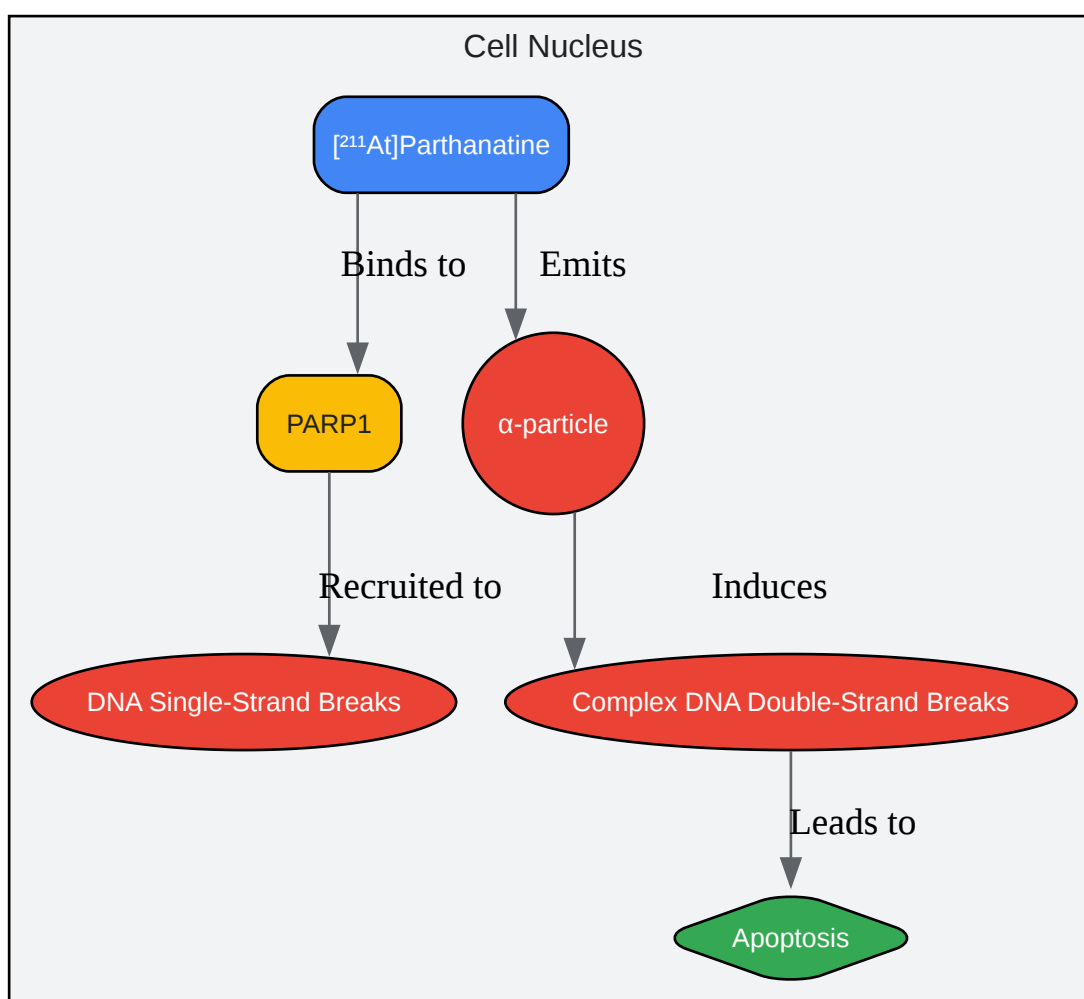 Cell Nucleus
[²¹¹At]Parthanatine
Binds to
Emits
PARP1
α-particle
Recruited to
Induces
DNA Single-Strand Breaks
Complex DNA Double-Strand Breaks
Leads to
Apoptosis